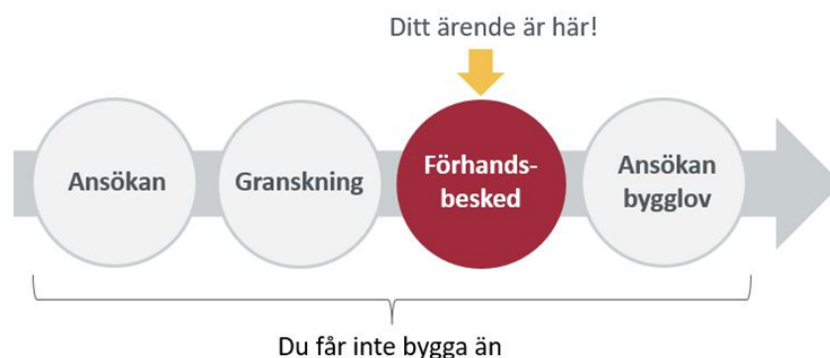 Ditt ärende är här!
Ansökan
Granskning
Förhands-
besked
Ansökan
bygglov
Du får inte bygga än